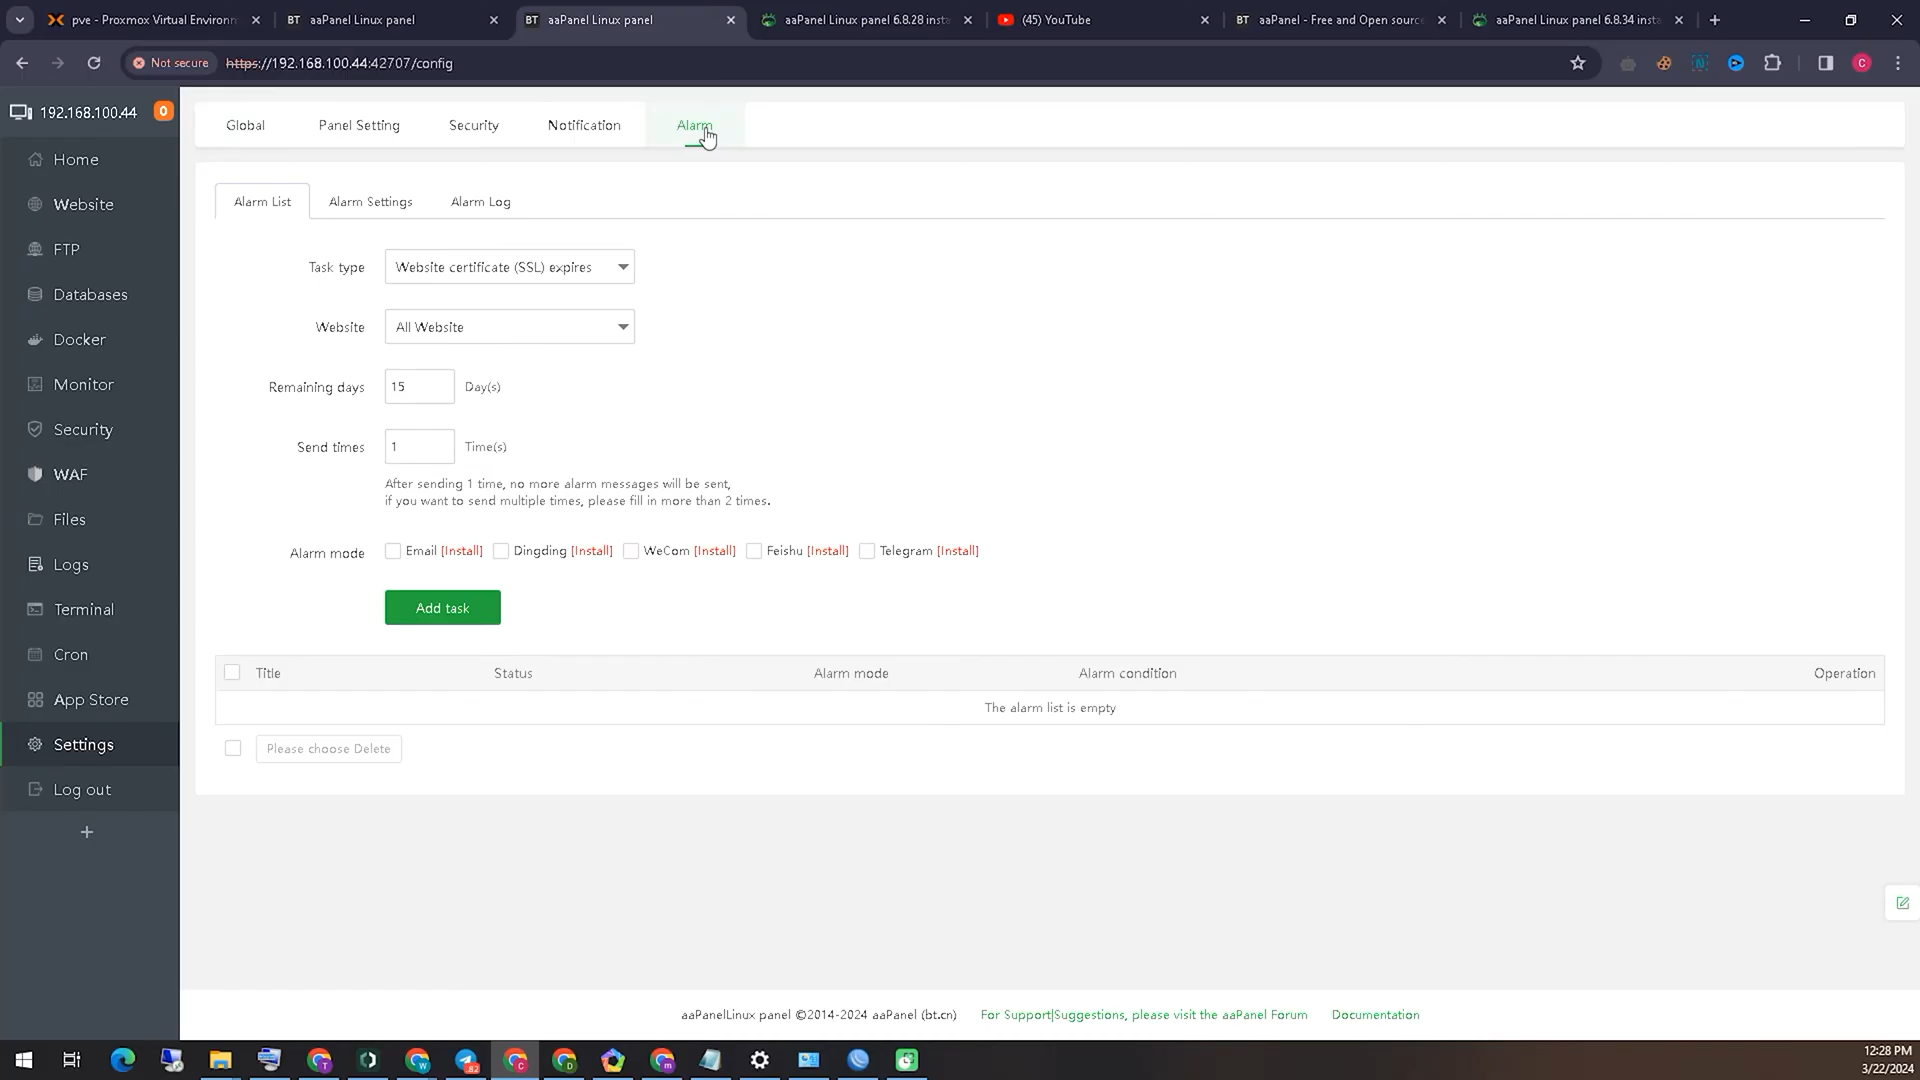 pve - Proxmox Virtual Environm
BT aaPanel Linux panel
BT aaPanel Linux panel
aaPanel Linux panel 6.8.28 insta
(45) YouTube
BT aaPanel - Free and Open source
aaPanel Linux panel 6.8.34 insta
Not secure
https://192.168.100.44:42707/config
C
192.168.100.44
0
Home
Website
FTP
Databases
Docker
Monitor
Security
WAF
Files
Logs
Terminal
Cron
App Store
Settings
Log out
Global
Panel Setting
Security
Notification
Alarm
Alarm List
Alarm Settings
Alarm Log
Task type
Website certificate (SSL) expires
Website
All Website
Remaining days
15
Day(s)
Send times
1
Time(s)
After sending 1 time, no more alarm messages will be sent,
if you want to send multiple times, please fill in more than 2 times.
Alarm mode
Email [Install]
Dingding [Install]
WeCom [Install]
Feishu [Install]
Telegram [Install]
Add task
Title
Status
Alarm mode
Alarm condition
Operation
The alarm list is empty
Please choose Delete
aaPanelLinux panel ©2014-2024 aaPanel (bt.cn)
For Support|Suggestions, please visit the aaPanel Forum
Documentation
12:28 PM
3/22/2024